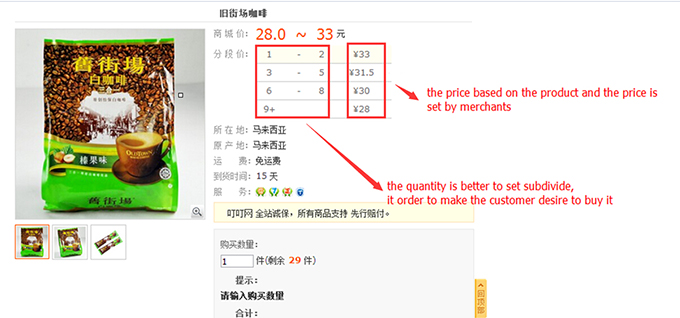 旧街场咖啡
商 城 价: 28.0 ~ 33 元
分 段 价: 1 - 2 ¥33
3 - 5 ¥31.5
6 - 8 ¥30
9+ ¥28
the price based on the product and the price is
set by merchants
所 在 地: 马来西亚
原 产 地: 马来西亚
运 费: 免运费
到货时间: 15 天
服 务:
the quantity is better to set subdivide,
it order to make the customer desire to buy it
叮叮网 全站诚保，所有商品支持 先行赔付。
购买数量:
1 件(剩余 29 件)
提示:
请输入购买数量
合计:
舊街場
白咖啡
三合一
榛果味
OLDTOWN
舊街場